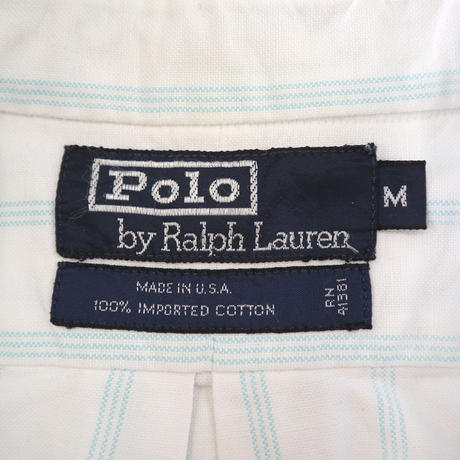 Polo
by Ralph Lauren
M
MADE IN U.S.A.
100% IMPORTED COTTON
RN
41381